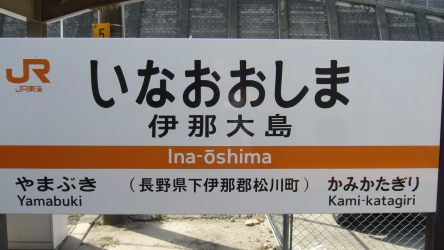 5
JR
JR東海
いなおおしま
伊那大島
Ina-ōshima
やまぶき
Yamabuki
（長野県下伊那郡松川町）
かみかたぎり
Kami-katagiri